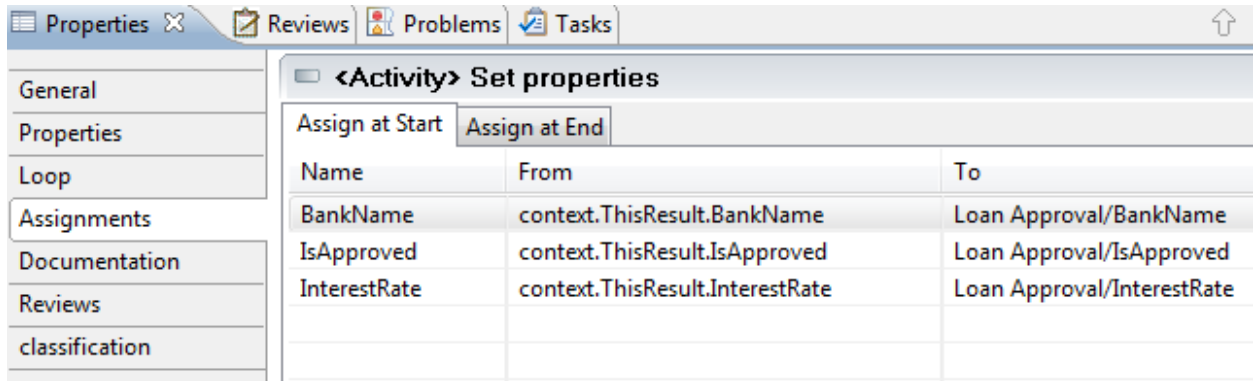 Properties Reviews Problems Tasks
<Activity> Set properties
General
Properties
Loop
Assignments
Documentation
Reviews
classification
Assign at Start Assign at End
Name From To
BankName context.ThisResult.BankName Loan Approval/BankName
IsApproved context.ThisResult.IsApproved Loan Approval/IsApproved
InterestRate context.ThisResult.InterestRate Loan Approval/InterestRate